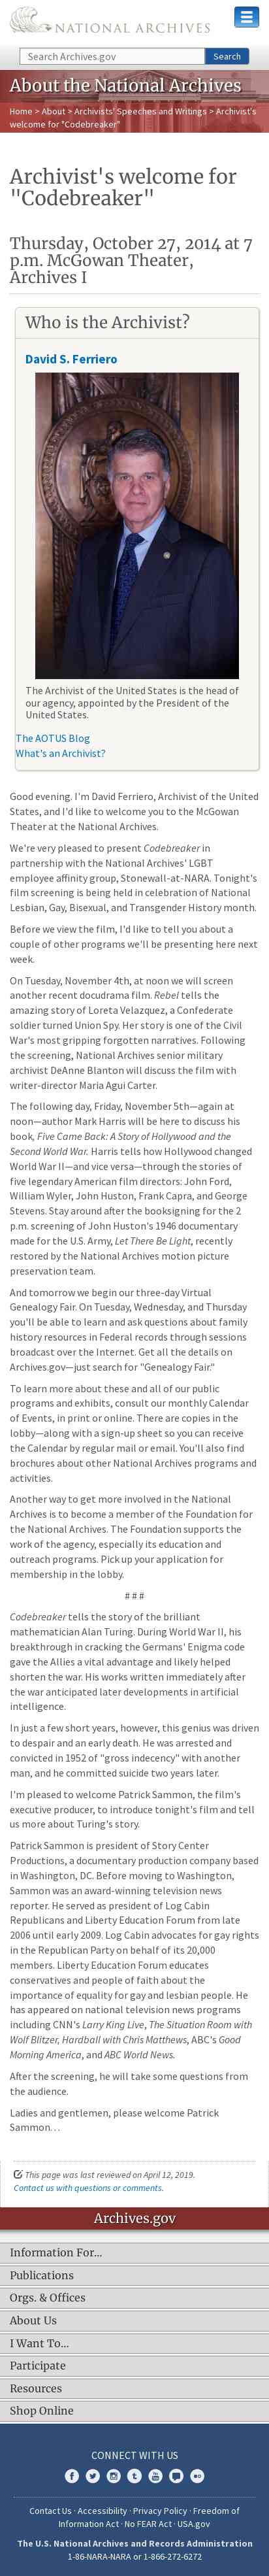 NATIONAL ARCHIVES
Search Archives.gov
Search
About the National Archives
Home > About > Archivists' Speeches and Writings > Archivist's
welcome for "Codebreaker"
Archivist's welcome for
"Codebreaker"
Thursday, October 27, 2014 at 7
p.m. McGowan Theater,
Archives I
Who is the Archivist?
David S. Ferriero
The Archivist of the United States is the head of
our agency, appointed by the President of the
United States.
The AOTUS Blog
What's an Archivist?
Good evening. I'm David Ferriero, Archivist of the United
States, and I'd like to welcome you to the McGowan
Theater at the National Archives.
We're very pleased to present Codebreaker in
partnership with the National Archives' LGBT
employee affinity group, Stonewall-at-NARA. Tonight's
film screening is being held in celebration of National
Lesbian, Gay, Bisexual, and Transgender History month.
Before we view the film, I'd like to tell you about a
couple of other programs we'll be presenting here next
week.
On Tuesday, November 4th, at noon we will screen
another recent docudrama film. Rebel tells the
amazing story of Loreta Velazquez, a Confederate
soldier turned Union Spy. Her story is one of the Civil
War's most gripping forgotten narratives. Following
the screening, National Archives senior military
archivist DeAnne Blanton will discuss the film with
writer-director Maria Agui Carter.
The following day, Friday, November 5th—again at
noon—author Mark Harris will be here to discuss his
book, Five Came Back: A Story of Hollywood and the
Second World War. Harris tells how Hollywood changed
World War II—and vice versa—through the stories of
five legendary American film directors: John Ford,
William Wyler, John Huston, Frank Capra, and George
Stevens. Stay around after the booksigning for the 2
p.m. screening of John Huston's 1946 documentary
made for the U.S. Army, Let There Be Light, recently
restored by the National Archives motion picture
preservation team.
And tomorrow we begin our three-day Virtual
Genealogy Fair. On Tuesday, Wednesday, and Thursday
you'll be able to learn and ask questions about family
history resources in Federal records through sessions
broadcast over the Internet. Get all the details on
Archives.gov—just search for "Genealogy Fair."
To learn more about these and all of our public
programs and exhibits, consult our monthly Calendar
of Events, in print or online. There are copies in the
lobby—along with a sign-up sheet so you can receive
the Calendar by regular mail or email. You'll also find
brochures about other National Archives programs and
activities.
Another way to get more involved in the National
Archives is to become a member of the Foundation for
the National Archives. The Foundation supports the
work of the agency, especially its education and
outreach programs. Pick up your application for
membership in the lobby.
# # #
Codebreaker tells the story of the brilliant
mathematician Alan Turing. During World War II, his
breakthrough in cracking the Germans' Enigma code
gave the Allies a vital advantage and likely helped
shorten the war. His works written immediately after
the war anticipated later developments in artificial
intelligence.
In just a few short years, however, this genius was driven
to despair and an early death. He was arrested and
convicted in 1952 of "gross indecency" with another
man, and he committed suicide two years later.
I'm pleased to welcome Patrick Sammon, the film's
executive producer, to introduce tonight's film and tell
us more about Turing's story.
Patrick Sammon is president of Story Center
Productions, a documentary production company based
in Washington, DC. Before moving to Washington,
Sammon was an award-winning television news
reporter. He served as president of Log Cabin
Republicans and Liberty Education Forum from late
2006 until early 2009. Log Cabin advocates for gay rights
in the Republican Party on behalf of its 20,000
members. Liberty Education Forum educates
conservatives and people of faith about the
importance of equality for gay and lesbian people. He
has appeared on national television news programs
including CNN's Larry King Live, The Situation Room with
Wolf Blitzer, Hardball with Chris Matthews, ABC's Good
Morning America, and ABC World News.
After the screening, he will take some questions from
the audience.
Ladies and gentlemen, please welcome Patrick
Sammon. . .
This page was last reviewed on April 12, 2019.
Contact us with questions or comments.
Archives.gov
Information For…
Publications
Orgs. & Offices
About Us
I Want To…
Participate
Resources
Shop Online
CONNECT WITH US
Contact Us · Accessibility · Privacy Policy · Freedom of
Information Act · No FEAR Act · USA.gov
The U.S. National Archives and Records Administration
1-86-NARA-NARA or 1-866-272-6272